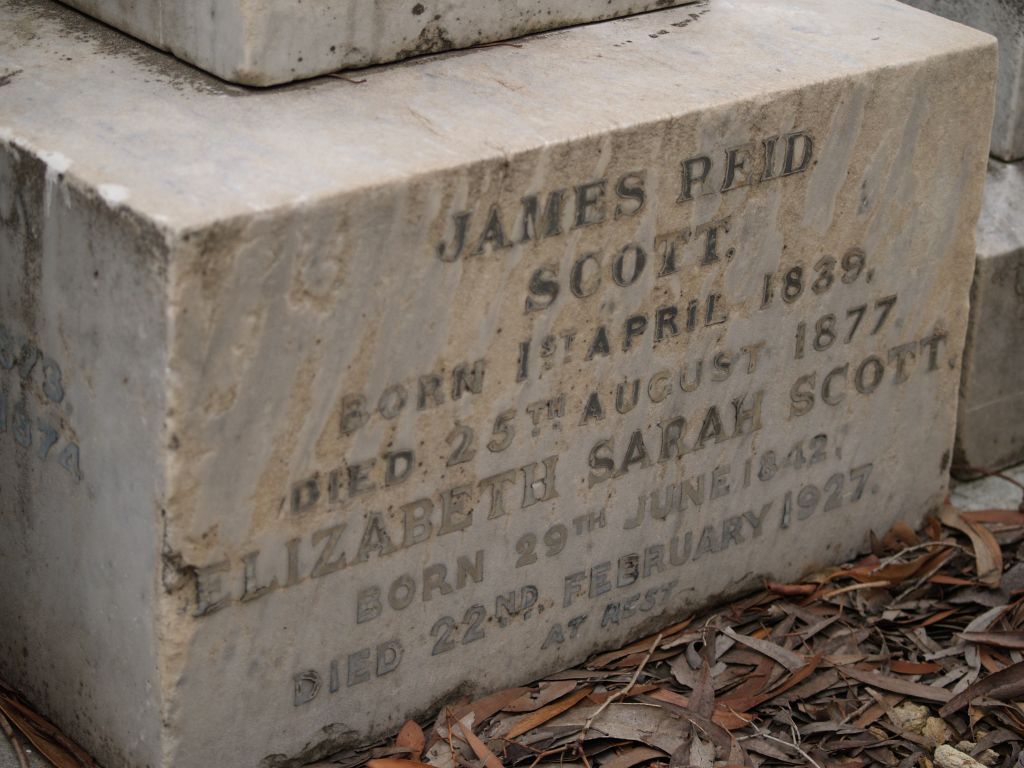 JAMES REID
SCOTT.
BORN 1ST APRIL 1839.
DIED 25TH AUGUST 1877.
ELIZABETH SARAH SCOTT.
BORN 29TH JUNE 1842,
DIED 22ND FEBRUARY 1927.
AT REST
1874